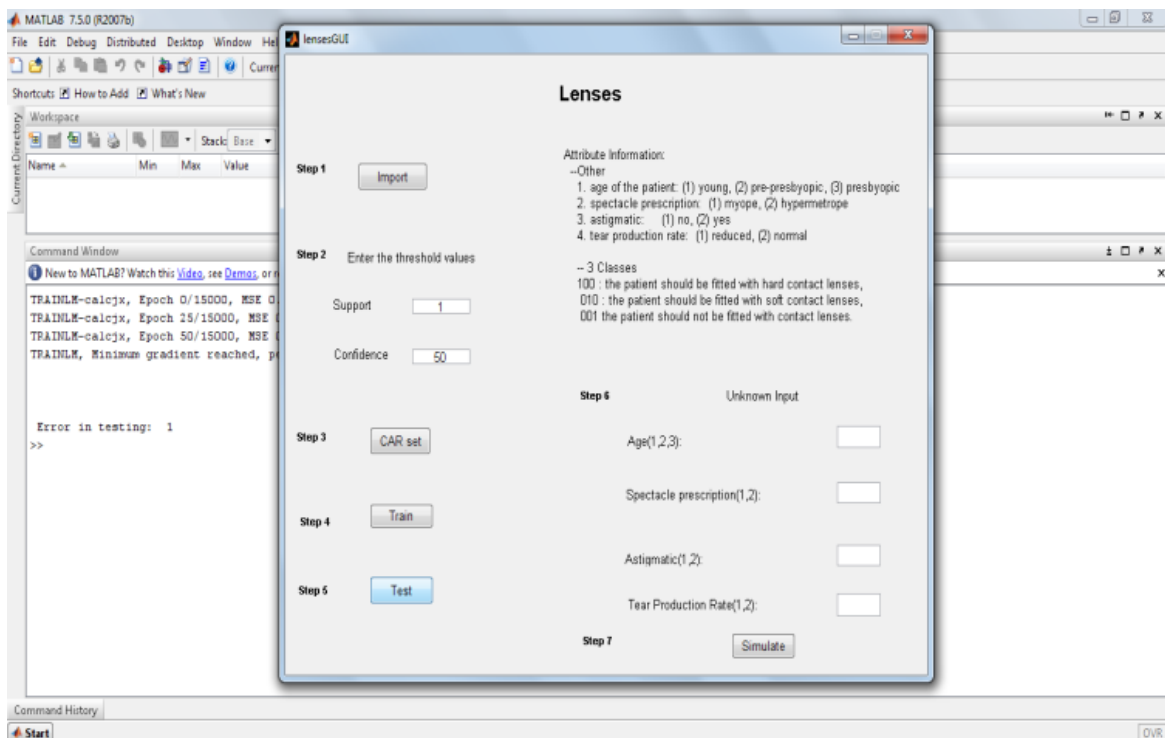 MATLAB 7.5.0 (R2007b)
File Edit Debug Distributed Desktop Window Hel
Curren
Shortcuts How to Add What's New
Current Directory
Workspace
Stack: Base
Name Min Max Value
Command Window
New to MATLAB? Watch this Video, see Demos, or r
TRAINLM-calcjx, Epoch 0/15000, MSE 0.
TRAINLM-calcjx, Epoch 25/15000, MSE
TRAINLM-calcjx, Epoch 50/15000, MSE
TRAINLM, Minimum gradient reached, pe
Error in testing: 1
>>
Command History
Start
OVR
lensesGUI
Lenses
Step 1
Import
Step 2 Enter the threshold values
Support 1
Confidence 50
Step 3 CAR set
Step 4 Train
Step 5 Test
Attribute Information:
--Other
1. age of the patient: (1) young, (2) pre-presbyopic, (3) presbyopic
2. spectacle prescription: (1) myope, (2) hypermetrope
3. astigmatic: (1) no, (2) yes
4. tear production rate: (1) reduced, (2) normal
-- 3 Classes
100 : the patient should be fitted with hard contact lenses,
010 : the patient should be fitted with soft contact lenses,
001 the patient should not be fitted with contact lenses.
Step 6 Unknown Input
Age(1,2,3):
Spectacle prescription(1,2):
Astigmatic(1,2):
Tear Production Rate(1,2):
Step 7 Simulate